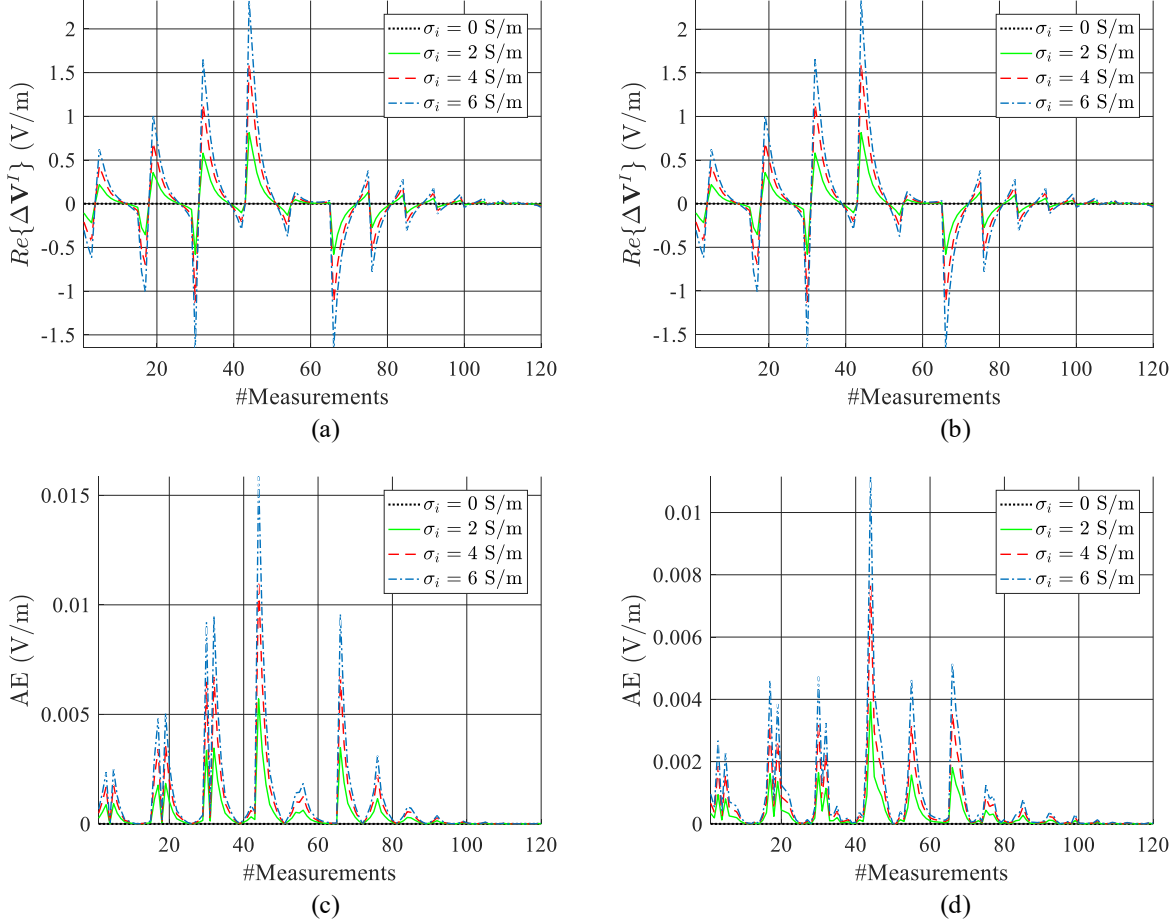 2
1.5
1
0.5
0
-0.5
-1
-1.5
Re{ΔV^I} (V/m)
σ_i = 0 S/m
σ_i = 2 S/m
σ_i = 4 S/m
σ_i = 6 S/m
20 40 60 80 100 120
#Measurements
(a)
2
1.5
1
0.5
0
-0.5
-1
-1.5
Re{ΔV^I} (V/m)
σ_i = 0 S/m
σ_i = 2 S/m
σ_i = 4 S/m
σ_i = 6 S/m
20 40 60 80 100 120
#Measurements
(b)
0.015
0.01
0.005
0
AE (V/m)
σ_i = 0 S/m
σ_i = 2 S/m
σ_i = 4 S/m
σ_i = 6 S/m
20 40 60 80 100 120
#Measurements
(c)
0.01
0.008
0.006
0.004
0.002
0
AE (V/m)
σ_i = 0 S/m
σ_i = 2 S/m
σ_i = 4 S/m
σ_i = 6 S/m
20 40 60 80 100 120
#Measurements
(d)